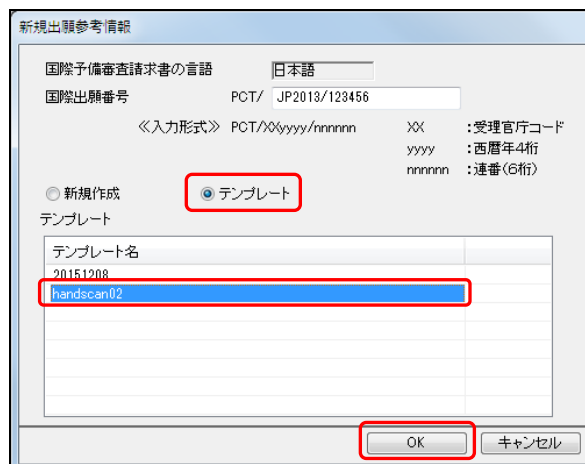 新規出願参考情報
国際予備審査請求書の言語 日本語
国際出願番号 PCT/ JP2013/123456
≪入力形式≫ PCT/XXyyyy/nnnnnn XX :受理官庁コード
yyyy :西暦年4桁
nnnnnn :連番(6桁)
新規作成 テンプレート
テンプレート
テンプレート名
20151208
handscan02
OK キャンセル